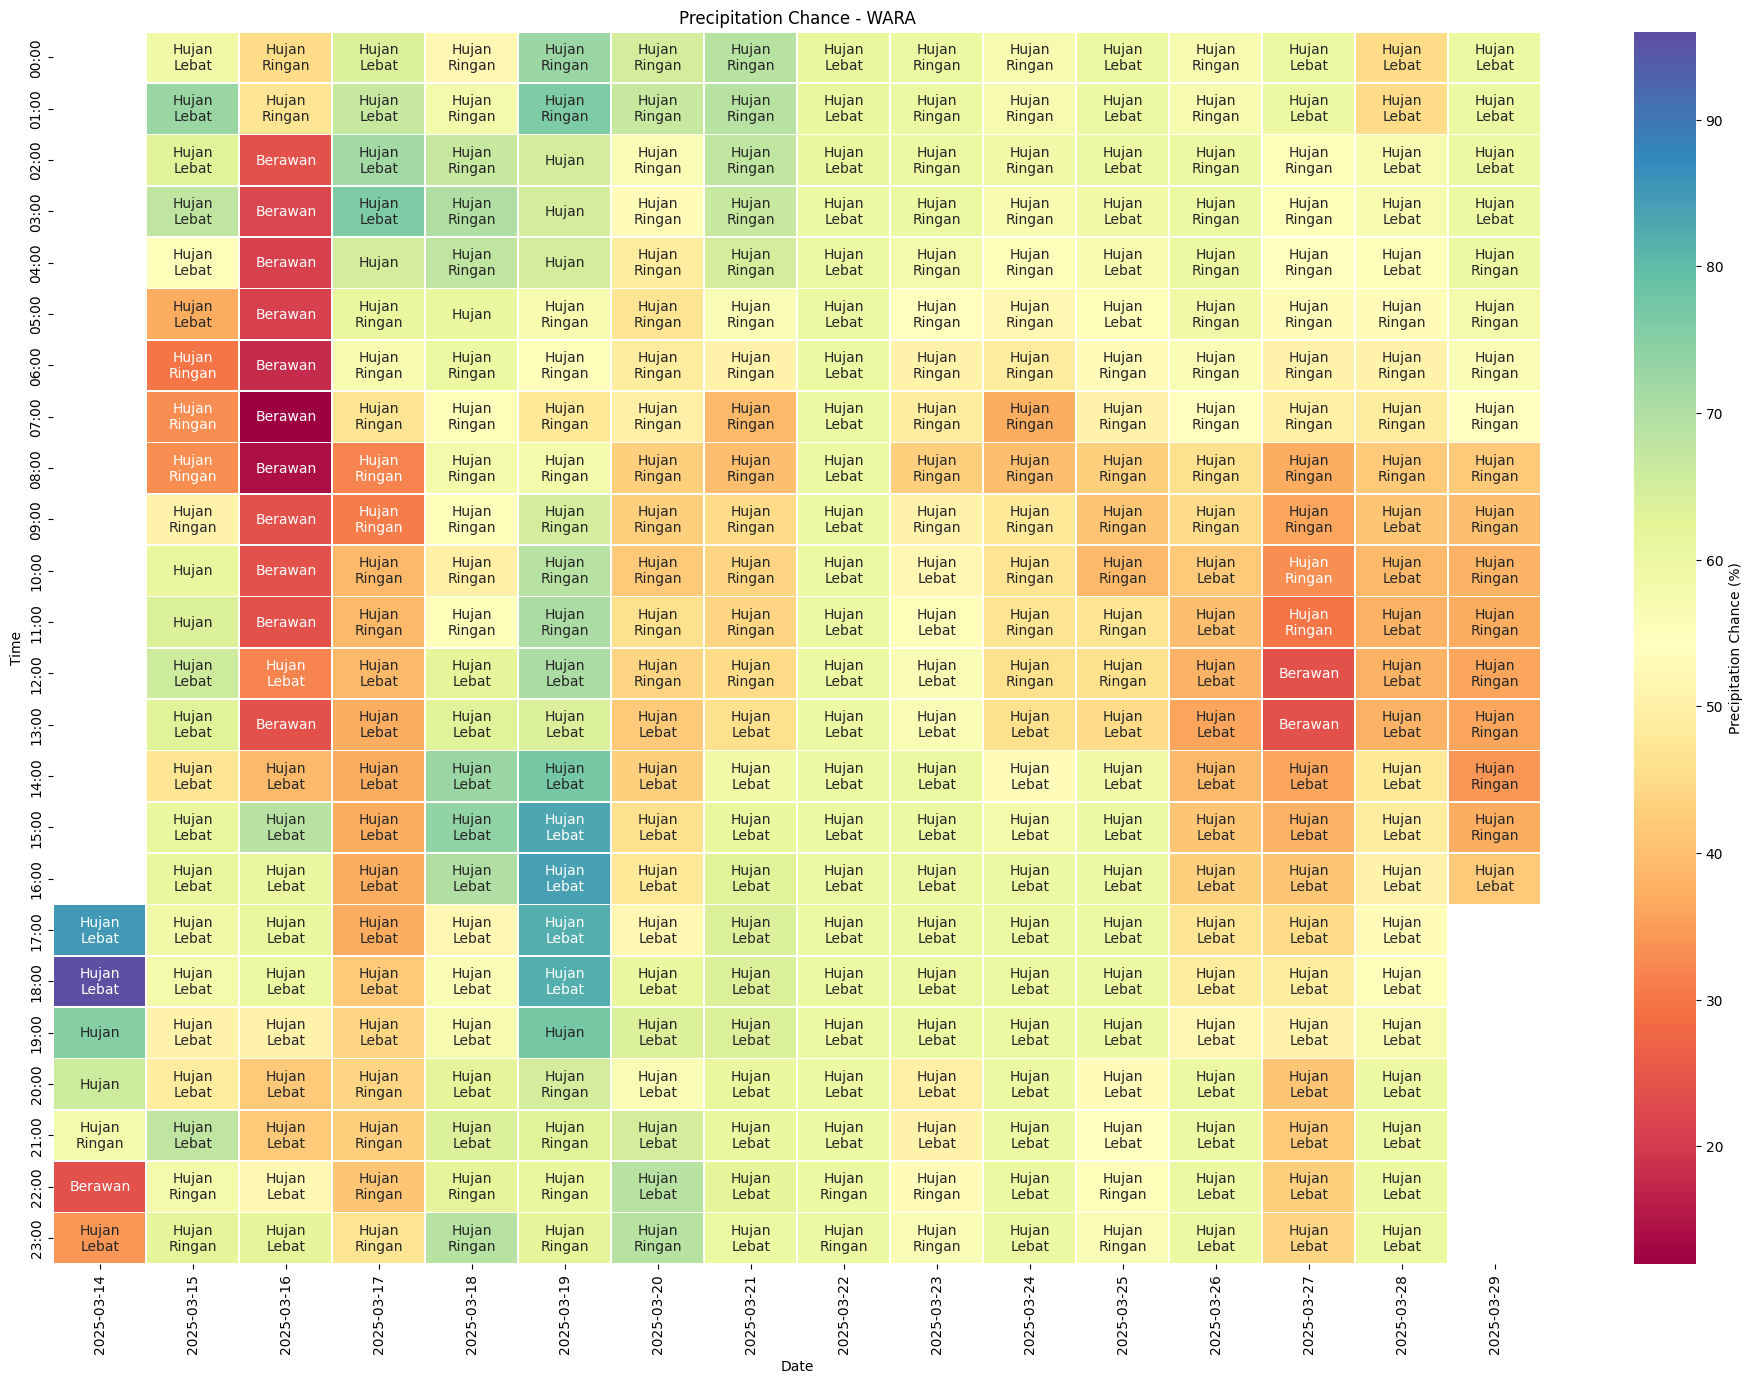 Precipitation Chance - WARA
00:00 Hujan Lebat Hujan Ringan Hujan Lebat Hujan Ringan Hujan Ringan Hujan Ringan Hujan Ringan Hujan Lebat Hujan Ringan Hujan Ringan Hujan Lebat Hujan Ringan Hujan Lebat Hujan Lebat Hujan Lebat
01:00 Hujan Lebat Hujan Ringan Hujan Lebat Hujan Ringan Hujan Ringan Hujan Ringan Hujan Ringan Hujan Lebat Hujan Ringan Hujan Ringan Hujan Lebat Hujan Ringan Hujan Lebat Hujan Lebat Hujan Lebat
02:00 Hujan Lebat Berawan Hujan Lebat Hujan Ringan Hujan Hujan Ringan Hujan Ringan Hujan Lebat Hujan Ringan Hujan Ringan Hujan Lebat Hujan Ringan Hujan Ringan Hujan Lebat Hujan Lebat
03:00 Hujan Lebat Berawan Hujan Lebat Hujan Ringan Hujan Hujan Ringan Hujan Ringan Hujan Lebat Hujan Ringan Hujan Ringan Hujan Lebat Hujan Ringan Hujan Ringan Hujan Lebat Hujan Lebat
04:00 Hujan Lebat Berawan Hujan Hujan Ringan Hujan Hujan Ringan Hujan Ringan Hujan Lebat Hujan Ringan Hujan Ringan Hujan Lebat Hujan Ringan Hujan Ringan Hujan Lebat Hujan Ringan
05:00 Hujan Lebat Berawan Hujan Ringan Hujan Hujan Ringan Hujan Ringan Hujan Ringan Hujan Lebat Hujan Ringan Hujan Ringan Hujan Lebat Hujan Ringan Hujan Ringan Hujan Ringan Hujan Ringan
06:00 Hujan Ringan Berawan Hujan Ringan Hujan Ringan Hujan Ringan Hujan Ringan Hujan Ringan Hujan Lebat Hujan Ringan Hujan Ringan Hujan Ringan Hujan Ringan Hujan Ringan Hujan Ringan Hujan Ringan
07:00 Hujan Ringan Berawan Hujan Ringan Hujan Ringan Hujan Ringan Hujan Ringan Hujan Ringan Hujan Lebat Hujan Ringan Hujan Ringan Hujan Ringan Hujan Ringan Hujan Ringan Hujan Ringan Hujan Ringan
08:00 Hujan Ringan Berawan Hujan Ringan Hujan Ringan Hujan Ringan Hujan Ringan Hujan Ringan Hujan Lebat Hujan Ringan Hujan Ringan Hujan Ringan Hujan Ringan Hujan Ringan Hujan Ringan Hujan Ringan
09:00 Hujan Ringan Berawan Hujan Ringan Hujan Ringan Hujan Ringan Hujan Ringan Hujan Ringan Hujan Lebat Hujan Ringan Hujan Ringan Hujan Ringan Hujan Ringan Hujan Ringan Hujan Lebat Hujan Ringan
10:00 Hujan Berawan Hujan Ringan Hujan Ringan Hujan Ringan Hujan Ringan Hujan Ringan Hujan Lebat Hujan Lebat Hujan Ringan Hujan Ringan Hujan Lebat Hujan Ringan Hujan Lebat Hujan Ringan
11:00 Hujan Berawan Hujan Ringan Hujan Ringan Hujan Ringan Hujan Ringan Hujan Ringan Hujan Lebat Hujan Lebat Hujan Ringan Hujan Ringan Hujan Lebat Hujan Ringan Hujan Lebat Hujan Ringan
12:00 Hujan Lebat Hujan Lebat Hujan Lebat Hujan Lebat Hujan Lebat Hujan Ringan Hujan Ringan Hujan Lebat Hujan Lebat Hujan Ringan Hujan Ringan Hujan Lebat Berawan Hujan Lebat Hujan Ringan
13:00 Hujan Lebat Berawan Hujan Lebat Hujan Lebat Hujan Lebat Hujan Lebat Hujan Lebat Hujan Lebat Hujan Lebat Hujan Lebat Hujan Lebat Hujan Lebat Berawan Hujan Lebat Hujan Ringan
14:00 Hujan Lebat Hujan Lebat Hujan Lebat Hujan Lebat Hujan Lebat Hujan Lebat Hujan Lebat Hujan Lebat Hujan Lebat Hujan Lebat Hujan Lebat Hujan Lebat Hujan Lebat Hujan Lebat Hujan Ringan
15:00 Hujan Lebat Hujan Lebat Hujan Lebat Hujan Lebat Hujan Lebat Hujan Lebat Hujan Lebat Hujan Lebat Hujan Lebat Hujan Lebat Hujan Lebat Hujan Lebat Hujan Lebat Hujan Lebat Hujan Ringan
16:00 Hujan Lebat Hujan Lebat Hujan Lebat Hujan Lebat Hujan Lebat Hujan Lebat Hujan Lebat Hujan Lebat Hujan Lebat Hujan Lebat Hujan Lebat Hujan Lebat Hujan Lebat Hujan Lebat Hujan Lebat
17:00 Hujan Lebat Hujan Lebat Hujan Lebat Hujan Lebat Hujan Lebat Hujan Lebat Hujan Lebat Hujan Lebat Hujan Lebat Hujan Lebat Hujan Lebat Hujan Lebat Hujan Lebat Hujan Lebat Hujan Lebat
18:00 Hujan Lebat Hujan Lebat Hujan Lebat Hujan Lebat Hujan Lebat Hujan Lebat Hujan Lebat Hujan Lebat Hujan Lebat Hujan Lebat Hujan Lebat Hujan Lebat Hujan Lebat Hujan Lebat Hujan Lebat
19:00 Hujan Hujan Lebat Hujan Lebat Hujan Lebat Hujan Lebat Hujan Hujan Lebat Hujan Lebat Hujan Lebat Hujan Lebat Hujan Lebat Hujan Lebat Hujan Lebat Hujan Lebat Hujan Lebat
20:00 Hujan Hujan Lebat Hujan Lebat Hujan Ringan Hujan Lebat Hujan Ringan Hujan Lebat Hujan Lebat Hujan Lebat Hujan Lebat Hujan Lebat Hujan Lebat Hujan Lebat Hujan Lebat Hujan Lebat
21:00 Hujan Ringan Hujan Lebat Hujan Lebat Hujan Ringan Hujan Lebat Hujan Ringan Hujan Lebat Hujan Lebat Hujan Lebat Hujan Lebat Hujan Lebat Hujan Lebat Hujan Lebat Hujan Lebat Hujan Lebat
22:00 Berawan Hujan Ringan Hujan Lebat Hujan Ringan Hujan Ringan Hujan Ringan Hujan Lebat Hujan Lebat Hujan Ringan Hujan Ringan Hujan Lebat Hujan Ringan Hujan Lebat Hujan Lebat Hujan Lebat
23:00 Hujan Lebat Hujan Ringan Hujan Lebat Hujan Ringan Hujan Ringan Hujan Ringan Hujan Ringan Hujan Lebat Hujan Ringan Hujan Ringan Hujan Lebat Hujan Ringan Hujan Lebat Hujan Lebat Hujan Lebat
Time
2025-03-14 2025-03-15 2025-03-16 2025-03-17 2025-03-18 2025-03-19 2025-03-20 2025-03-21 2025-03-22 2025-03-23 2025-03-24 2025-03-25 2025-03-26 2025-03-27 2025-03-28 2025-03-29
Date
90
80
70
60
50
40
30
20
Precipitation Chance (%)